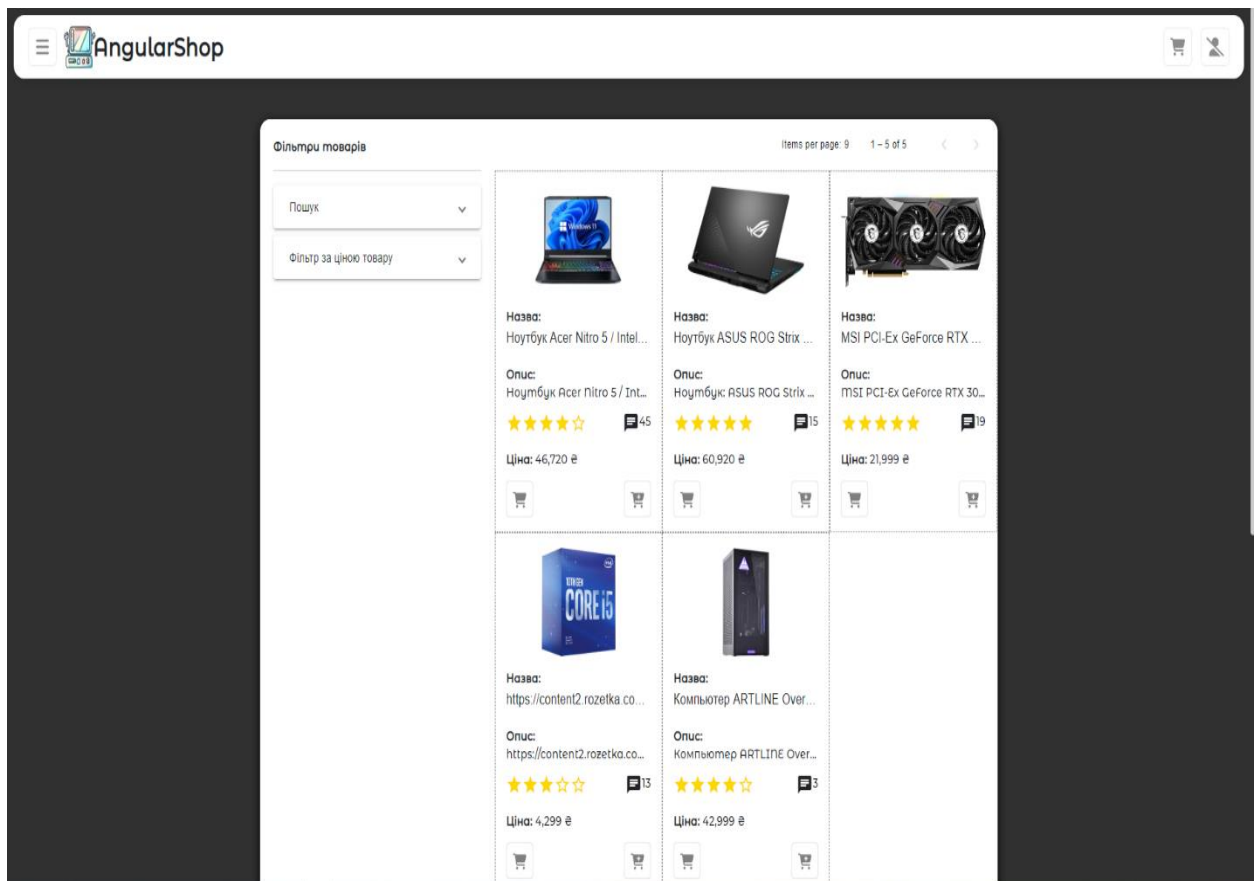 AngularShop
Фільтри товарів
Items per page: 9 1 – 5 of 5
Пошук
Фільтр за ціною товару
Windows 11
Назва:
Ноутбук Acer Nitro 5 / Intel...
Опис:
Ноутбук Acer Nitro 5 / Int...
45
Ціна: 46,720 ₴
Назва:
Ноутбук ASUS ROG Strix ...
Опис:
Ноутбук: ASUS ROG Strix ...
15
Ціна: 60,920 ₴
Назва:
MSI PCI-Ex GeForce RTX ...
Опис:
MSI PCI-Ex GeForce RTX 30...
19
Ціна: 21,999 ₴
10TH GEN
CORE i5
Назва:
https://content2.rozetka.co...
Опис:
https://content2.rozetka.co...
13
Ціна: 4,299 ₴
Назва:
Компьютер ARTLINE Over...
Опис:
Компьютер ARTLINE Over...
3
Ціна: 42,999 ₴